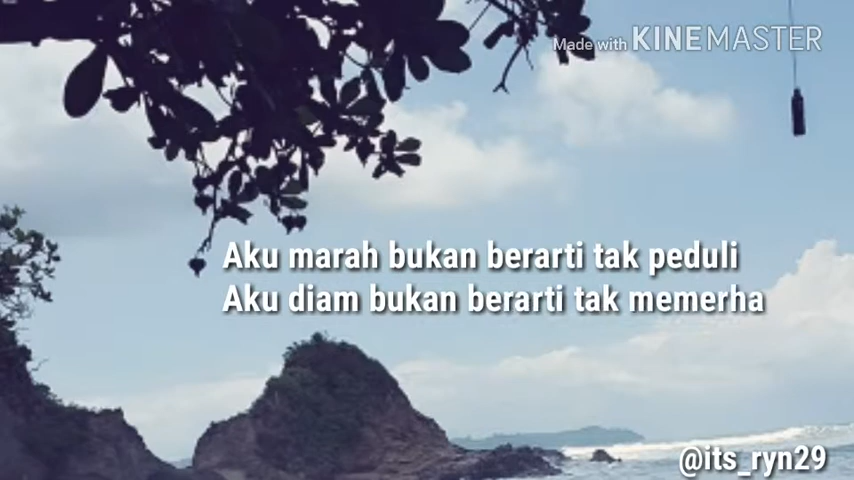 Made with KINEMASTER
Aku marah bukan berarti tak peduli
Aku diam bukan berarti tak memerha
@its_ryn29